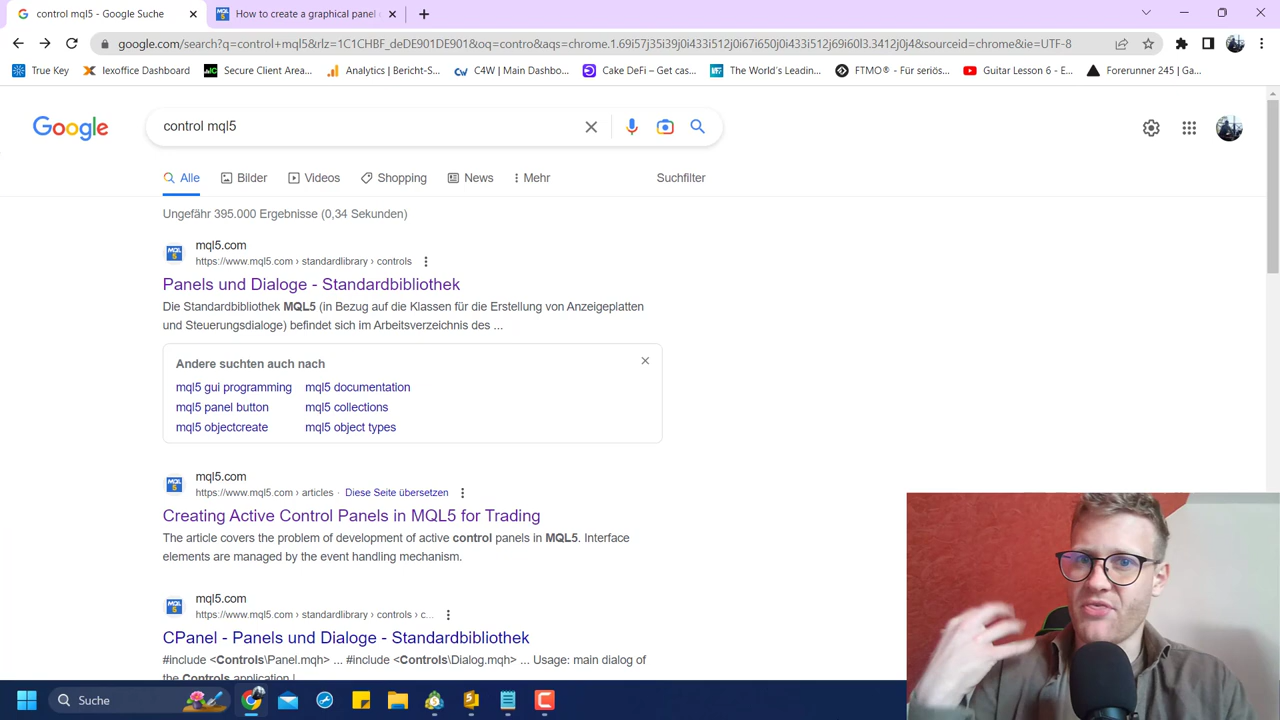 control mql5 - Google Suche
How to create a graphical panel
google.com/search?q=control+mql5&rlz=1C1CHBF_deDE901DE901&oq=contro&aqs=chrome.1.69i57j35i39j0i433i512j0i67i650j0i433i512j69i60l3.3412j0j4&sourceid=chrome&ie=UTF-8
True Key
lexoffice Dashboard
Secure Client Area...
Analytics | Bericht-S...
C4W | Main Dashbo...
Cake DeFi – Get cas...
The World's Leadin...
FTMO® - Für seriös...
Guitar Lesson 6 - E...
Forerunner 245 | Ga...
Google
control mql5
Alle
Bilder
Videos
Shopping
News
Mehr
Suchfilter
Ungefähr 395.000 Ergebnisse (0,34 Sekunden)
mql5.com
https://www.mql5.com › standardlibrary › controls
Panels und Dialoge - Standardbibliothek
Die Standardbibliothek MQL5 (in Bezug auf die Klassen für die Erstellung von Anzeigeplatten
und Steuerungsdialoge) befindet sich im Arbeitsverzeichnis des ...
Andere suchten auch nach
mql5 gui programming
mql5 documentation
mql5 panel button
mql5 collections
mql5 objectcreate
mql5 object types
mql5.com
https://www.mql5.com › articles · Diese Seite übersetzen
Creating Active Control Panels in MQL5 for Trading
The article covers the problem of development of active control panels in MQL5. Interface
elements are managed by the event handling mechanism.
mql5.com
https://www.mql5.com › standardlibrary › controls › c...
CPanel - Panels und Dialoge - Standardbibliothek
#include <Controls\Panel.mqh> ... #include <Controls\Dialog.mqh> ... Usage: main dialog of
the Controls application |
Suche